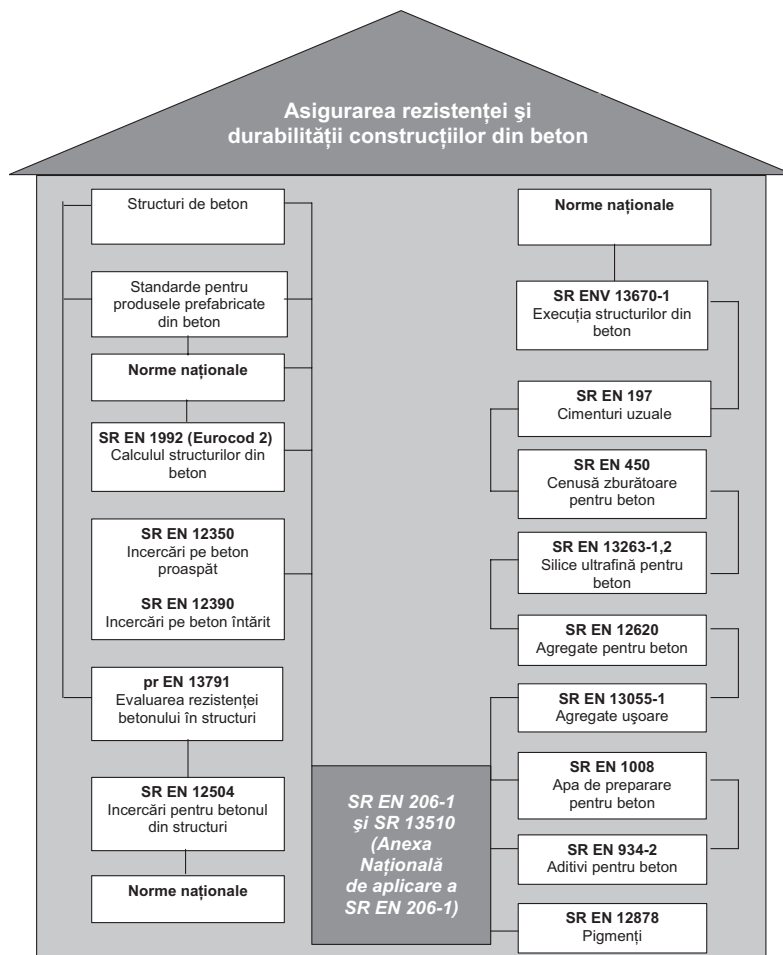 Asigurarea rezistenţei şi
durabilităţii construcţiilor din beton
Structuri de beton
Standarde pentru
produsele prefabricate
din beton
Norme naţionale
SR EN 1992 (Eurocod 2)
Calculul structurilor din
beton
SR EN 12350
Incercări pe beton
proaspăt
SR EN 12390
Incercări pe beton întărit
pr EN 13791
Evaluarea rezistenţei
betonului în structuri
SR EN 12504
Incercări pentru betonul
din structuri
Norme naţionale
SR EN 206-1
şi SR 13510
(Anexa
Naţională
de aplicare a
SR EN 206-1)
Norme naţionale
SR ENV 13670-1
Execuţia structurilor din
beton
SR EN 197
Cimenturi uzuale
SR EN 450
Cenusă zburătoare
pentru beton
SR EN 13263-1,2
Silice ultrafină pentru
beton
SR EN 12620
Agregate pentru beton
SR EN 13055-1
Agregate uşoare
SR EN 1008
Apa de preparare
pentru beton
SR EN 934-2
Aditivi pentru beton
SR EN 12878
Pigmenţi